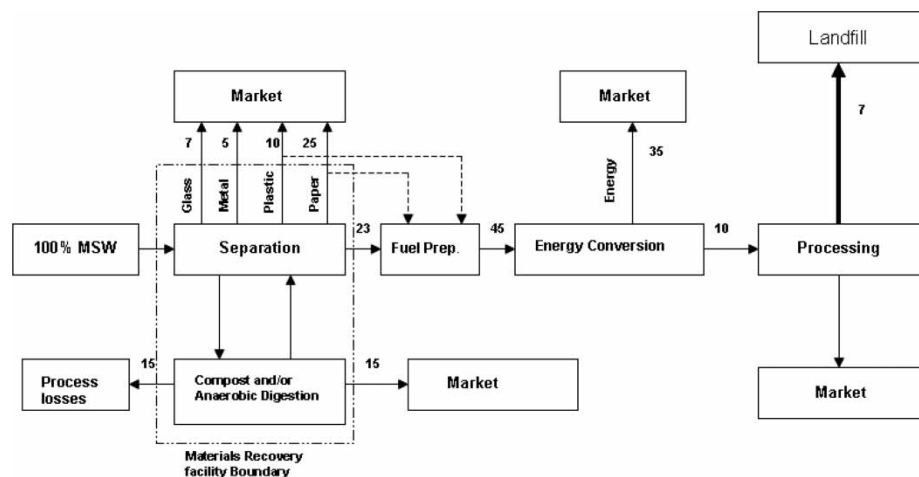 Landfill
Market
Market
7
7
5
10
25
35
Glass
Metal
Plastic
Paper
Energy
100% MSW
Separation
23
Fuel Prep.
45
Energy Conversion
10
Processing
Process
losses
15
Compost and/or
Anaerobic Digestion
15
Market
Market
Materials Recovery
facility Boundary